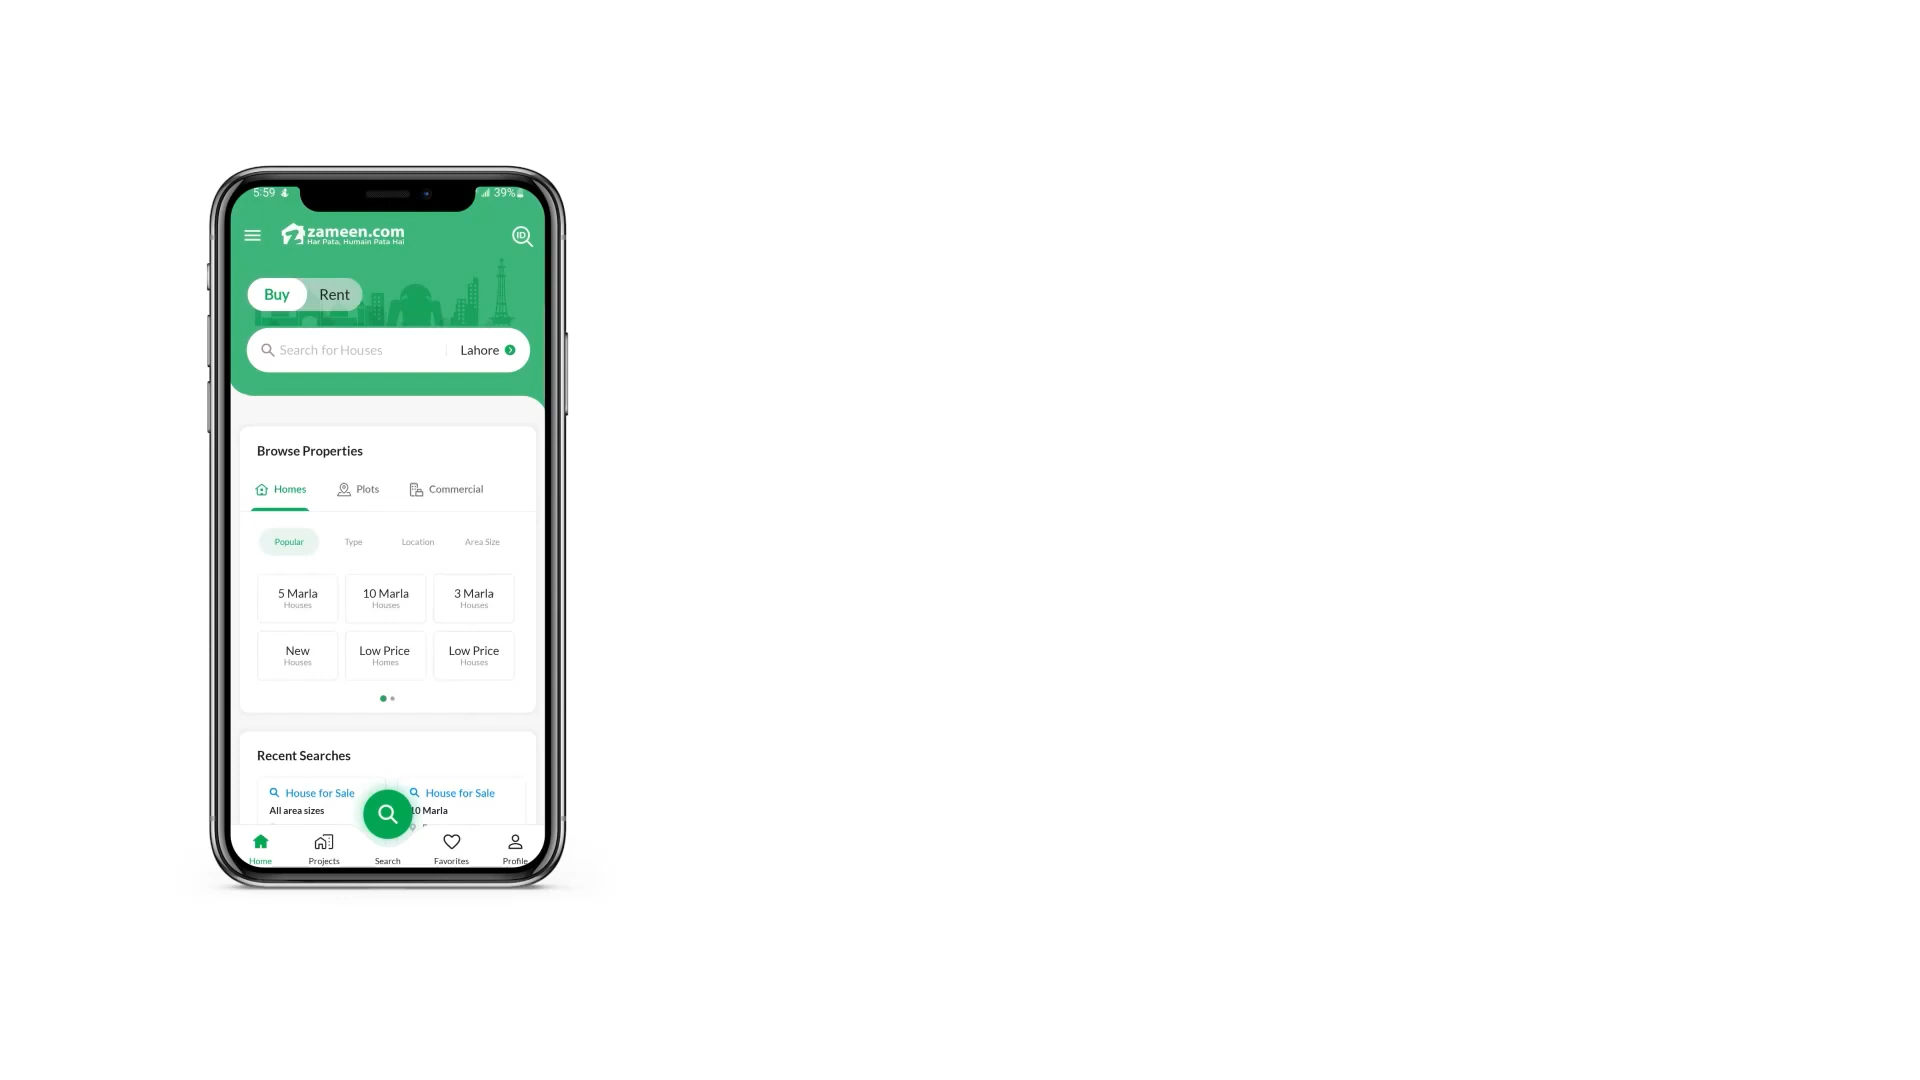 5:59
39%
zameen.com
Har Pata, Humain Pata Hai
ID
Buy
Rent
Search for Houses
Lahore
Browse Properties
Homes
Plots
Commercial
Popular
Type
Location
Area Size
5 Marla
Houses
10 Marla
Houses
3 Marla
Houses
New
Houses
Low Price
Homes
Low Price
Houses
Recent Searches
House for Sale
All area sizes
House for Sale
10 Marla
Home
Projects
Search
Favorites
Profile